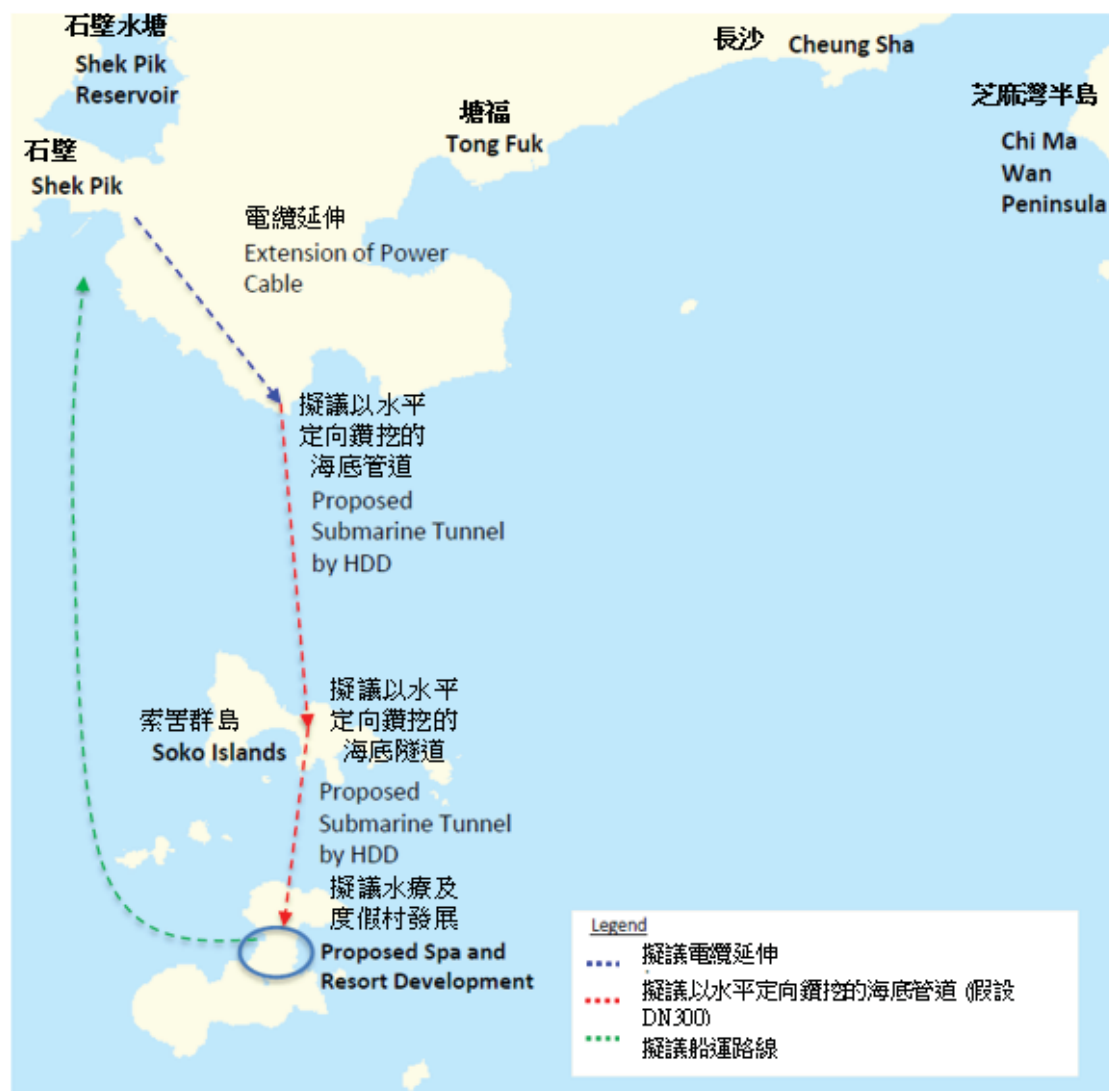 石壁水塘
Shek Pik
Reservoir
長沙 Cheung Sha
芝麻灣半島
Chi Ma
Wan
Peninsula
塘福
Tong Fuk
石壁
Shek Pik
電纜延伸
Extension of Power
Cable
擬議以水平
定向鑽挖的
海底管道
Proposed
Submarine Tunnel
by HDD
擬議以水平
定向鑽挖的
海底隧道
索罟群島
Soko Islands
Proposed
Submarine Tunnel
by HDD
擬議水療及
度假村發展
Proposed Spa and
Resort Development
Legend
擬議電纜延伸
擬議以水平定向鑽挖的海底管道 (假設
DN300)
擬議船運路線